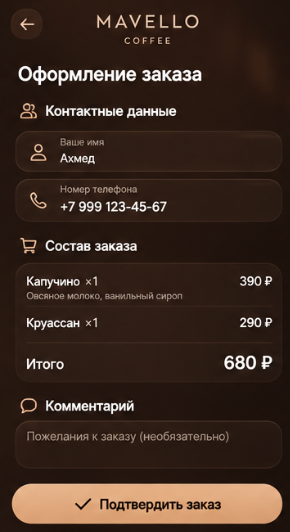 MAVELLO
COFFEE
Оформление заказа
Контактные данные
Ваше имя
Ахмед
Номер телефона
+7 999 123-45-67
Состав заказа
Капучино ×1 390 ₽
Овсяное молоко, ванильный сироп
Круассан ×1 290 ₽
Итого 680 ₽
Комментарий
Пожелания к заказу (необязательно)
Подтвердить заказ